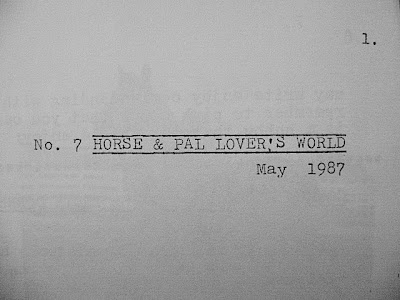 1.
No. 7 HORSE & PAL LOVER'S WORLD
May 1987